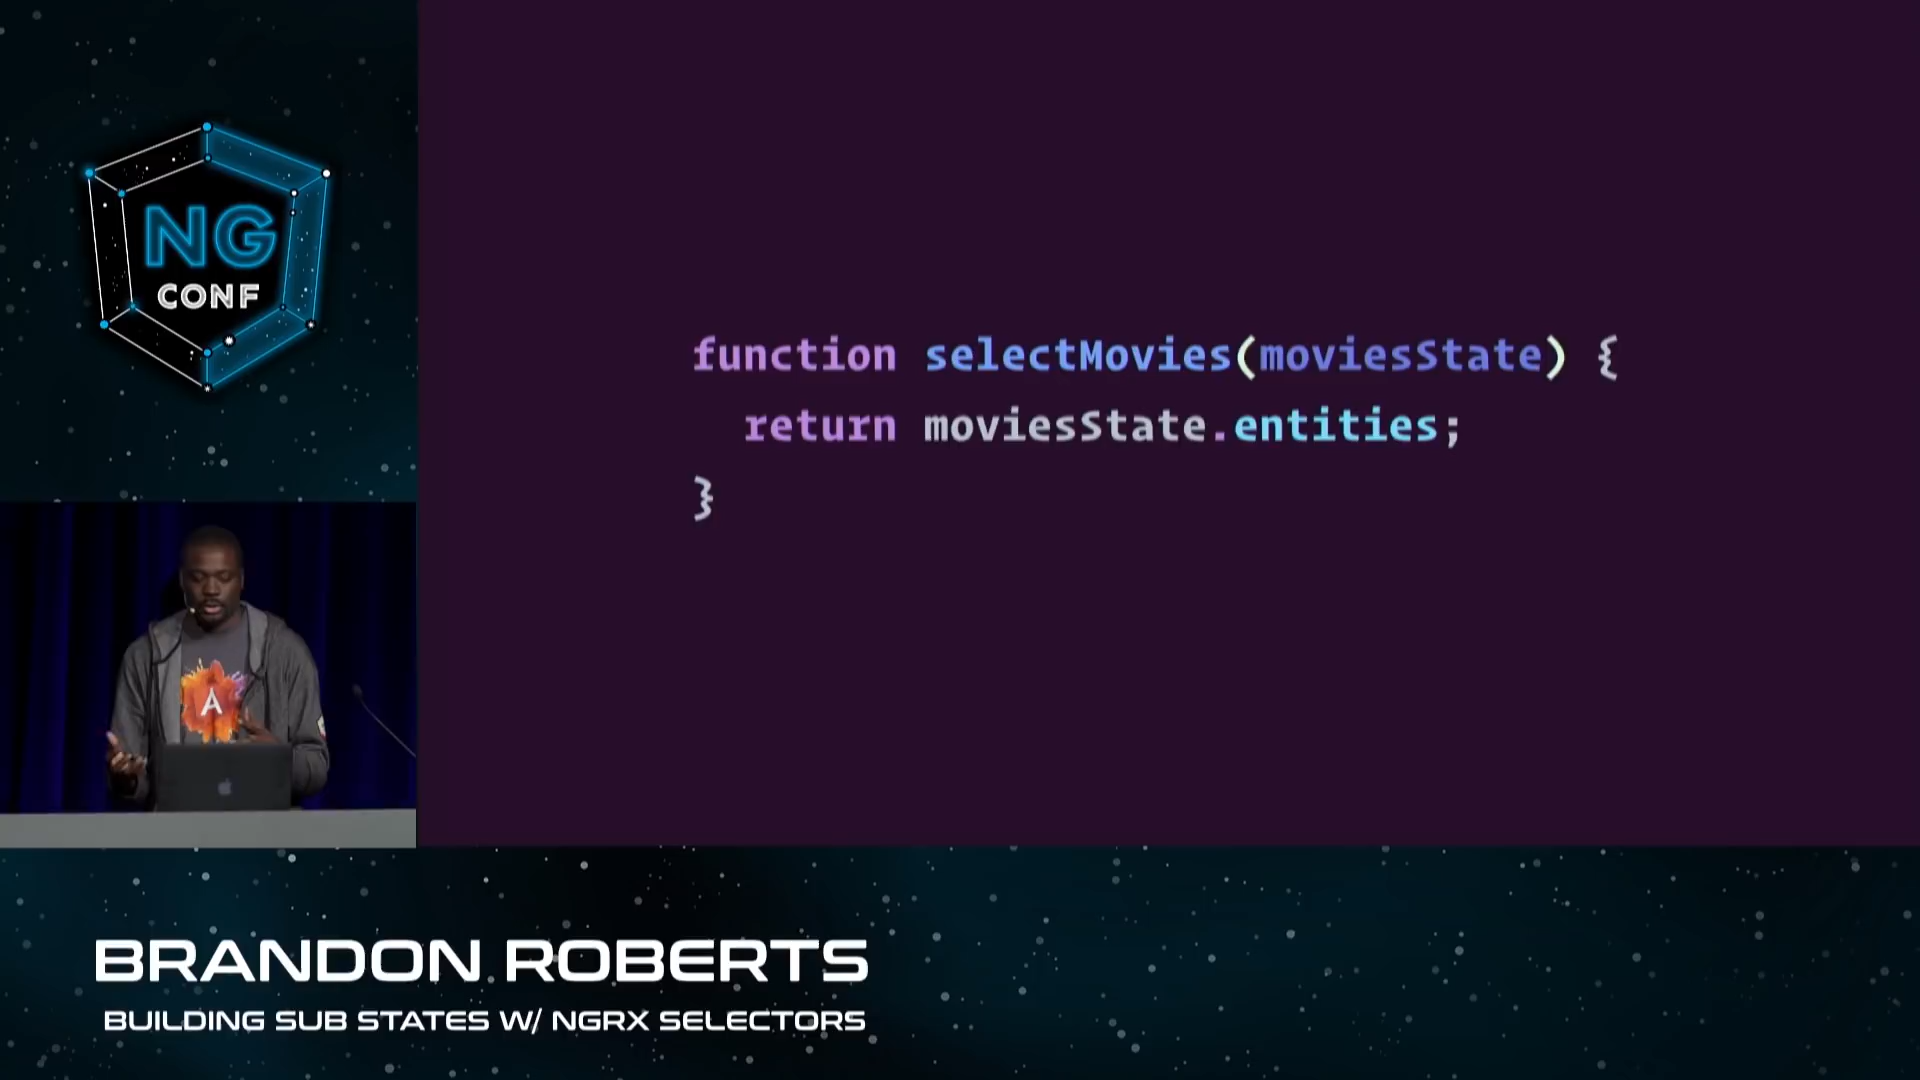 NG
CONF
function selectMovies(moviesState) {
return moviesState.entities;
}
A
BRANDON ROBERTS
BUILDING SUB STATES W/ NGRX SELECTORS